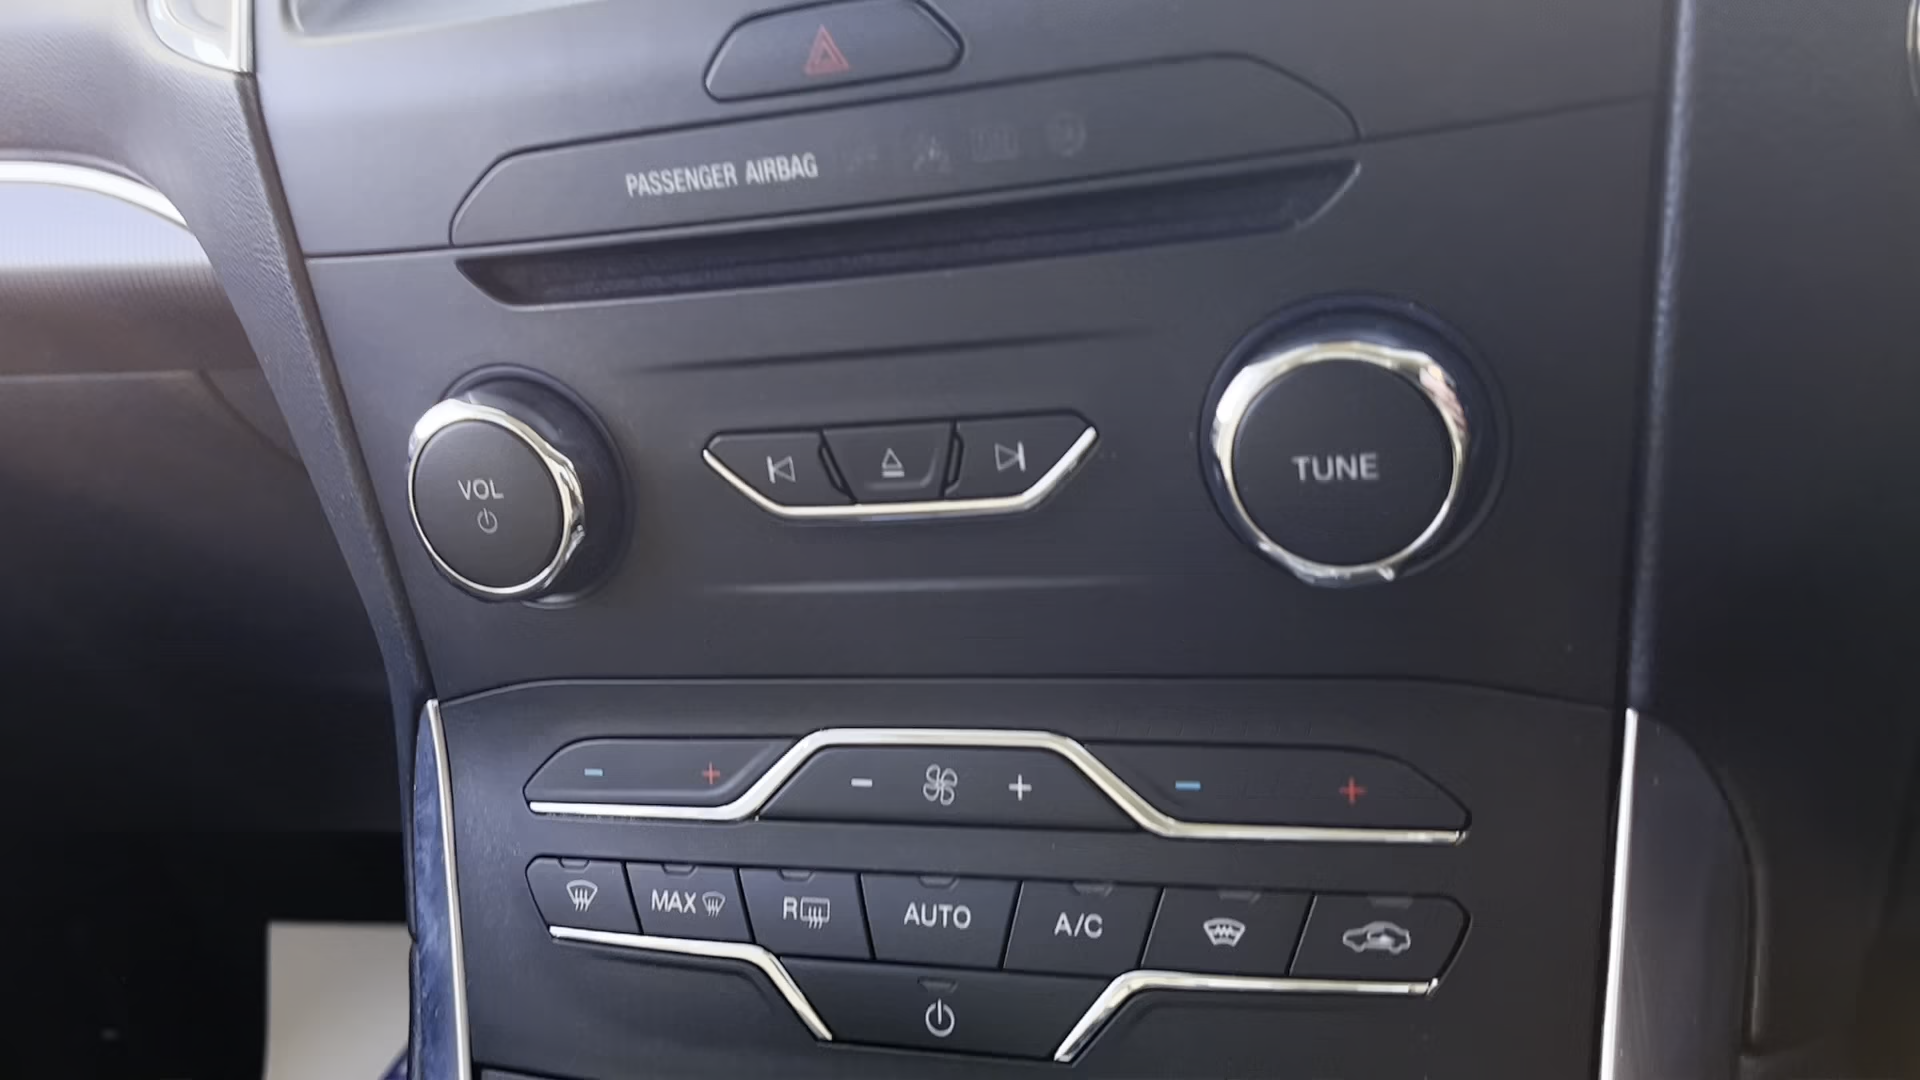 PASSENGER AIRBAG
VOL
TUNE
- +
- +
- +
MAX
R
AUTO
A/C